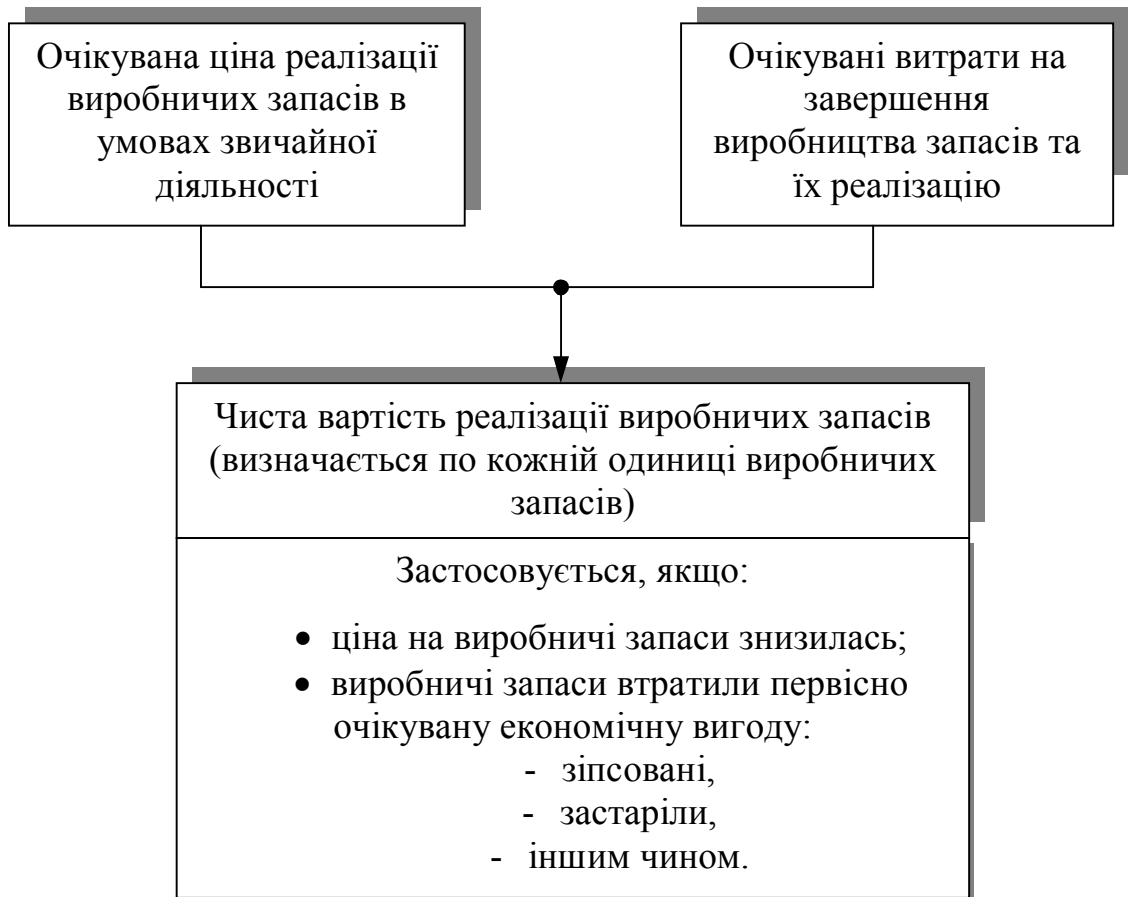 Очікувана ціна реалізації
виробничих запасів в
умовах звичайної
діяльності
Очікувані витрати на
завершення
виробництва запасів та
їх реалізацію
Чиста вартість реалізації виробничих запасів
(визначається по кожній одиниці виробничих
запасів)
Застосовується, якщо:
• ціна на виробничі запаси знизилась;
• виробничі запаси втратили первісно
очікувану економічну вигоду:
- зіпсовані,
- застаріли,
- іншим чином.